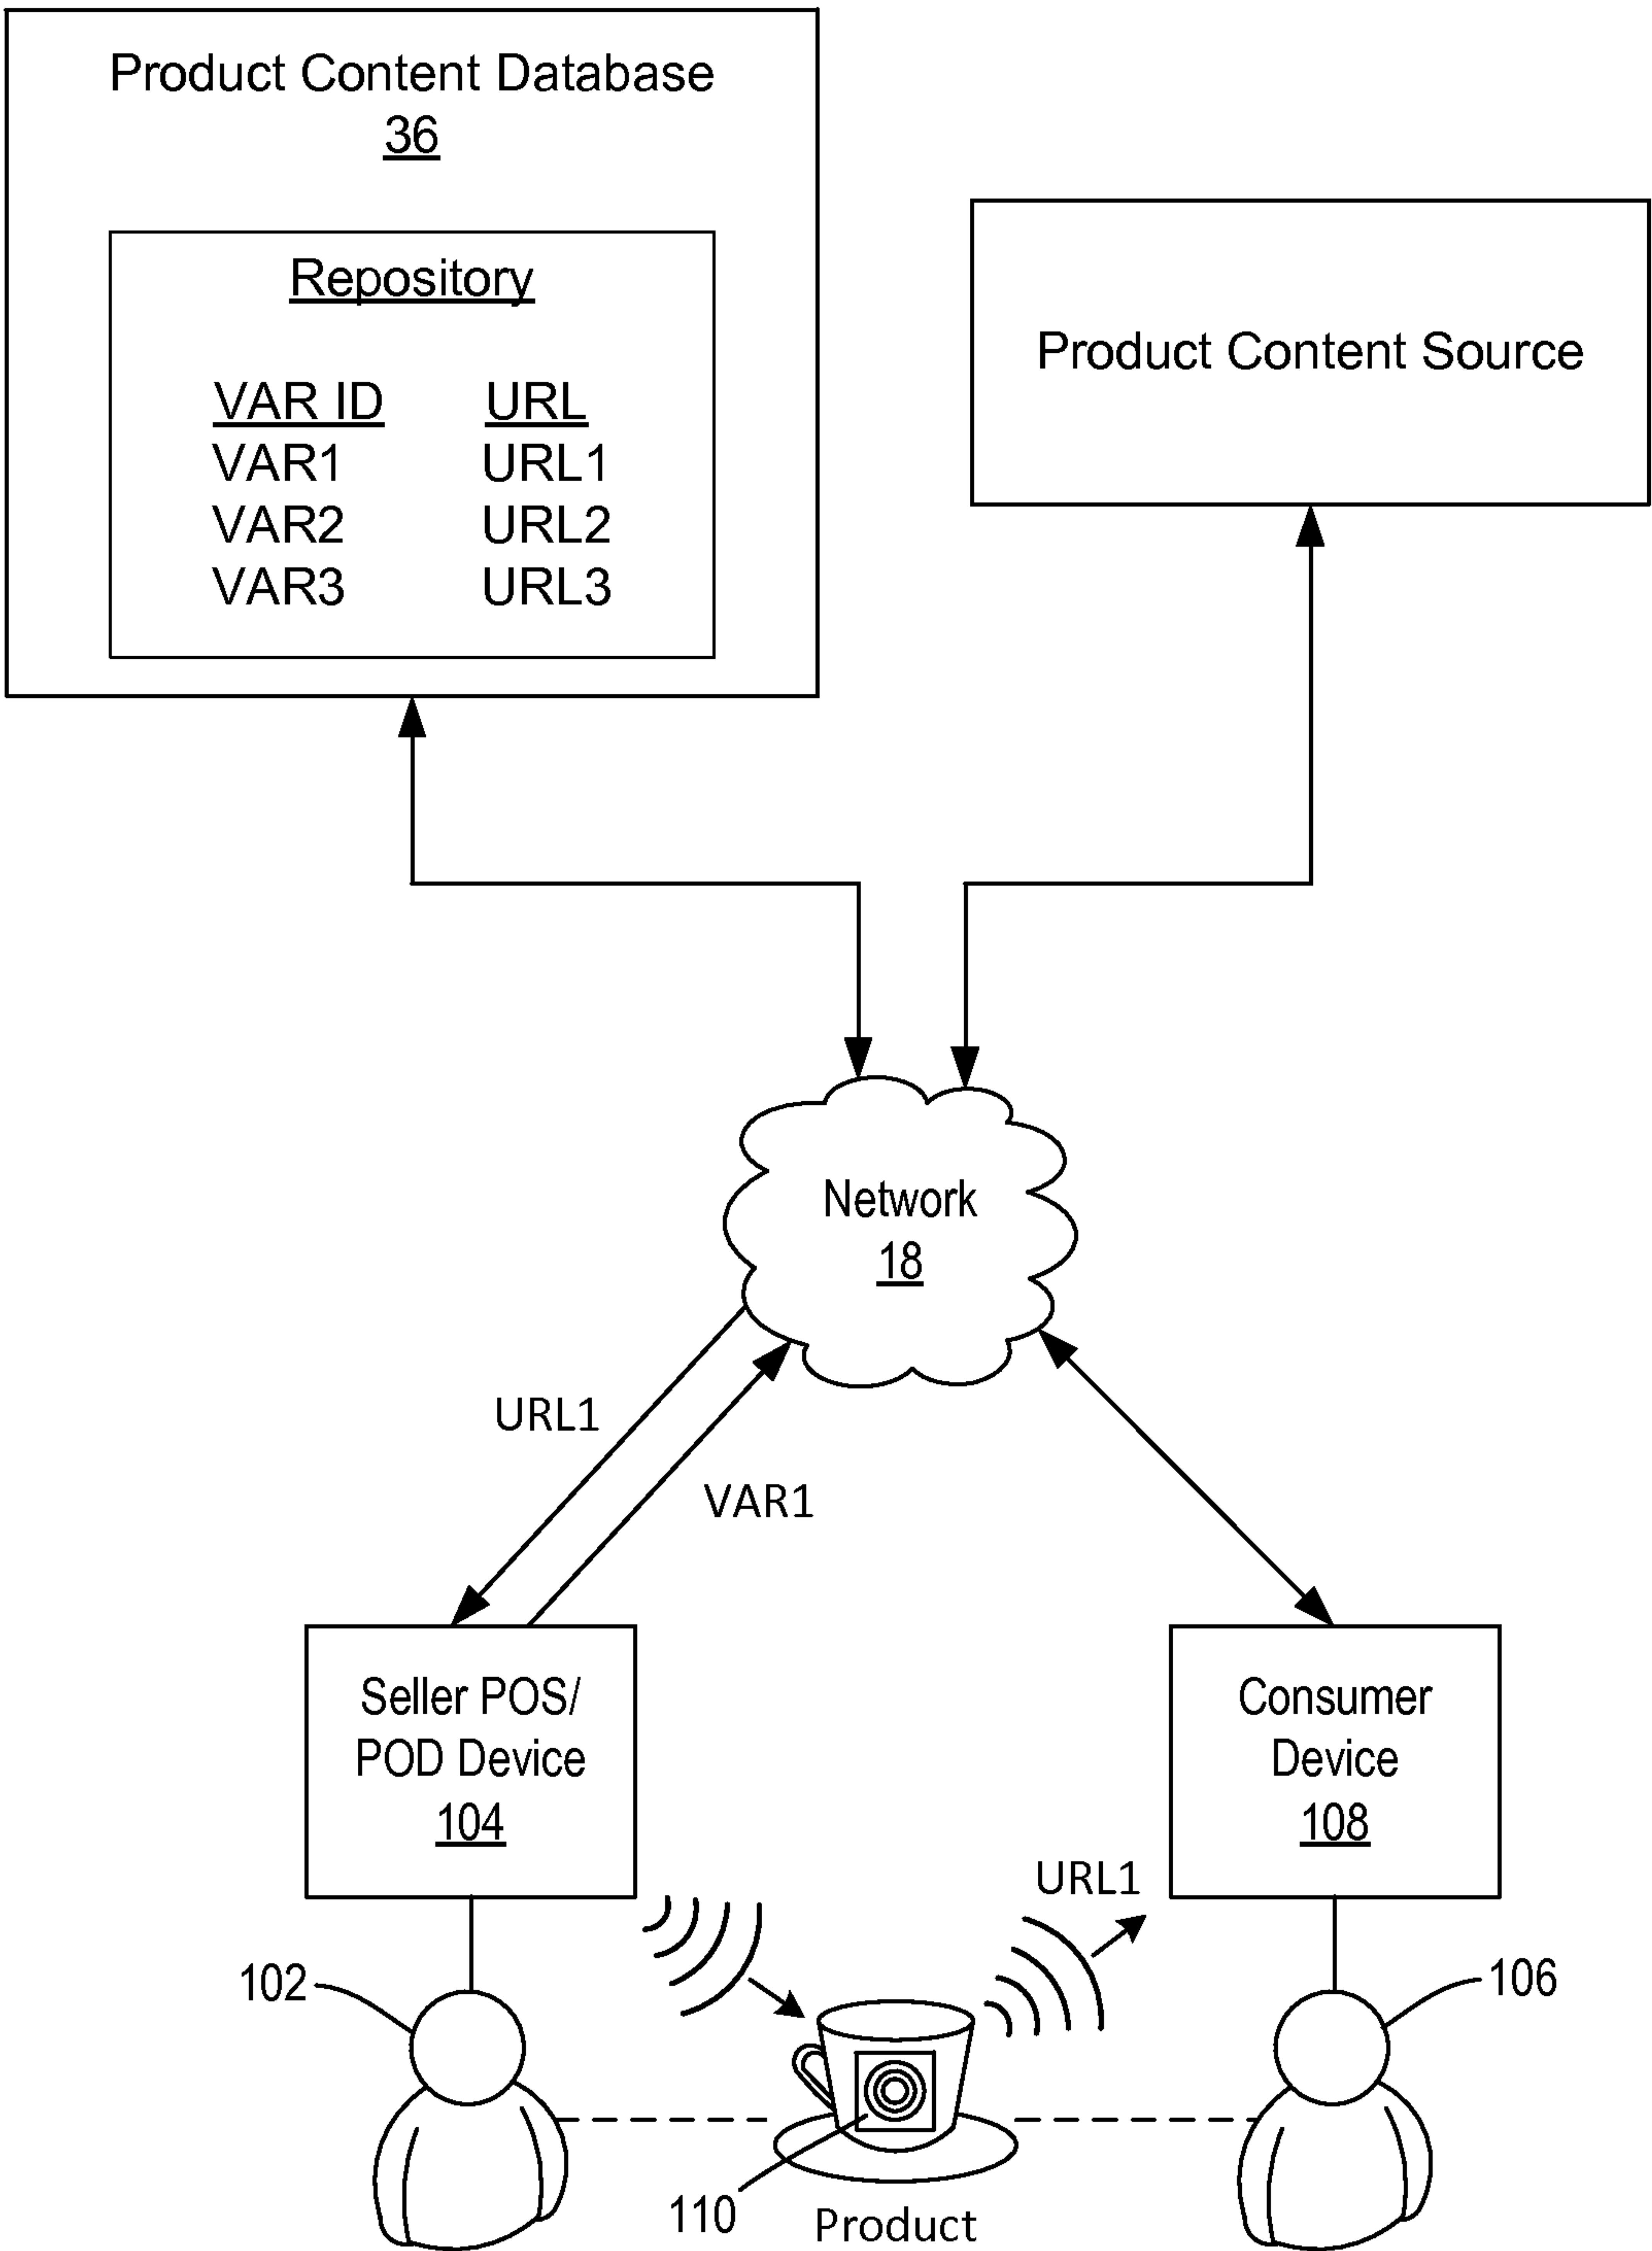 Product Content Database
36
Repository
VAR ID URL
VAR1 URL1
VAR2 URL2
VAR3 URL3
Product Content Source
Network
18
URL1
VAR1
Seller POS/
POD Device
104
Consumer
Device
108
URL1
102
106
110
Product